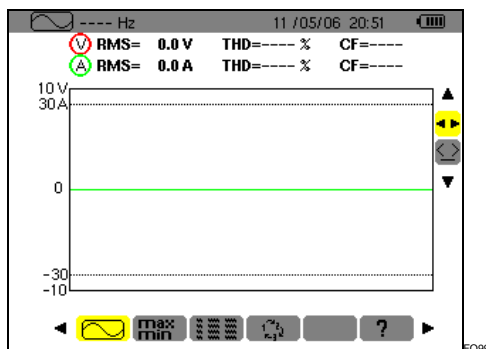 ---- Hz 11/05/06 20:51
V RMS= 0.0 V THD=---- % CF=----
A RMS= 0.0 A THD=---- % CF=----
10 V
30 A
0
-30
-10
max min ?